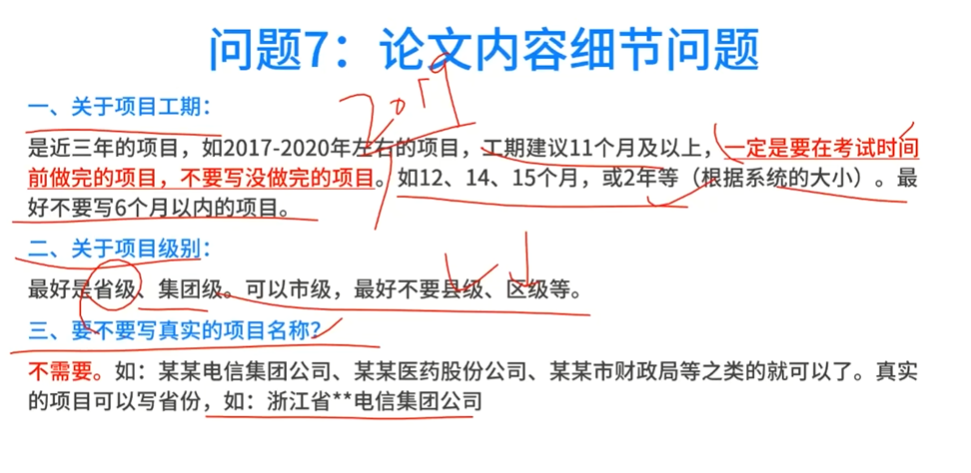 问题7：论文内容细节问题
2019
一、关于项目工期：
是近三年的项目，如2017-2020年左右的项目，工期建议11个月及以上，一定是要在考试时间
前做完的项目，不要写没做完的项目。如12、14、15个月，或2年等（根据系统的大小）。最
好不要写6个月以内的项目。
二、关于项目级别：
最好是省级、集团级。可以市级，最好不要县级、区级等。
三、要不要写真实的项目名称？
不需要。如：某某电信集团公司、某某医药股份公司、某某市财政局等之类的就可以了。真实
的项目可以写省份，如：浙江省**电信集团公司